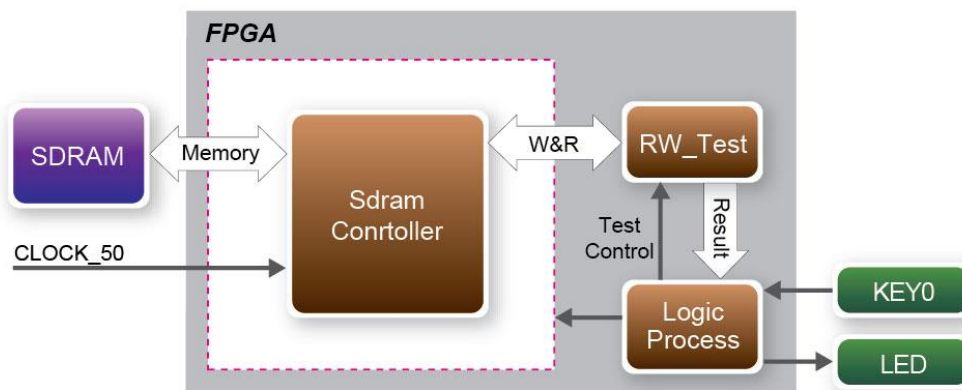 FPGA
SDRAM
Memory
Sdram
Conrtoller
W&R
RW_Test
CLOCK_50
Test
Control
Result
Logic
Process
KEY0
LED